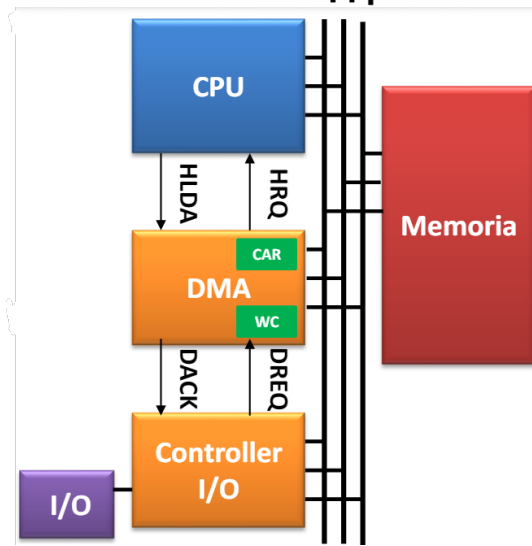 CPU
HLDA
HRQ
Memoria
CAR
DMA
WC
DACK
DREQ
Controller
I/O
I/O